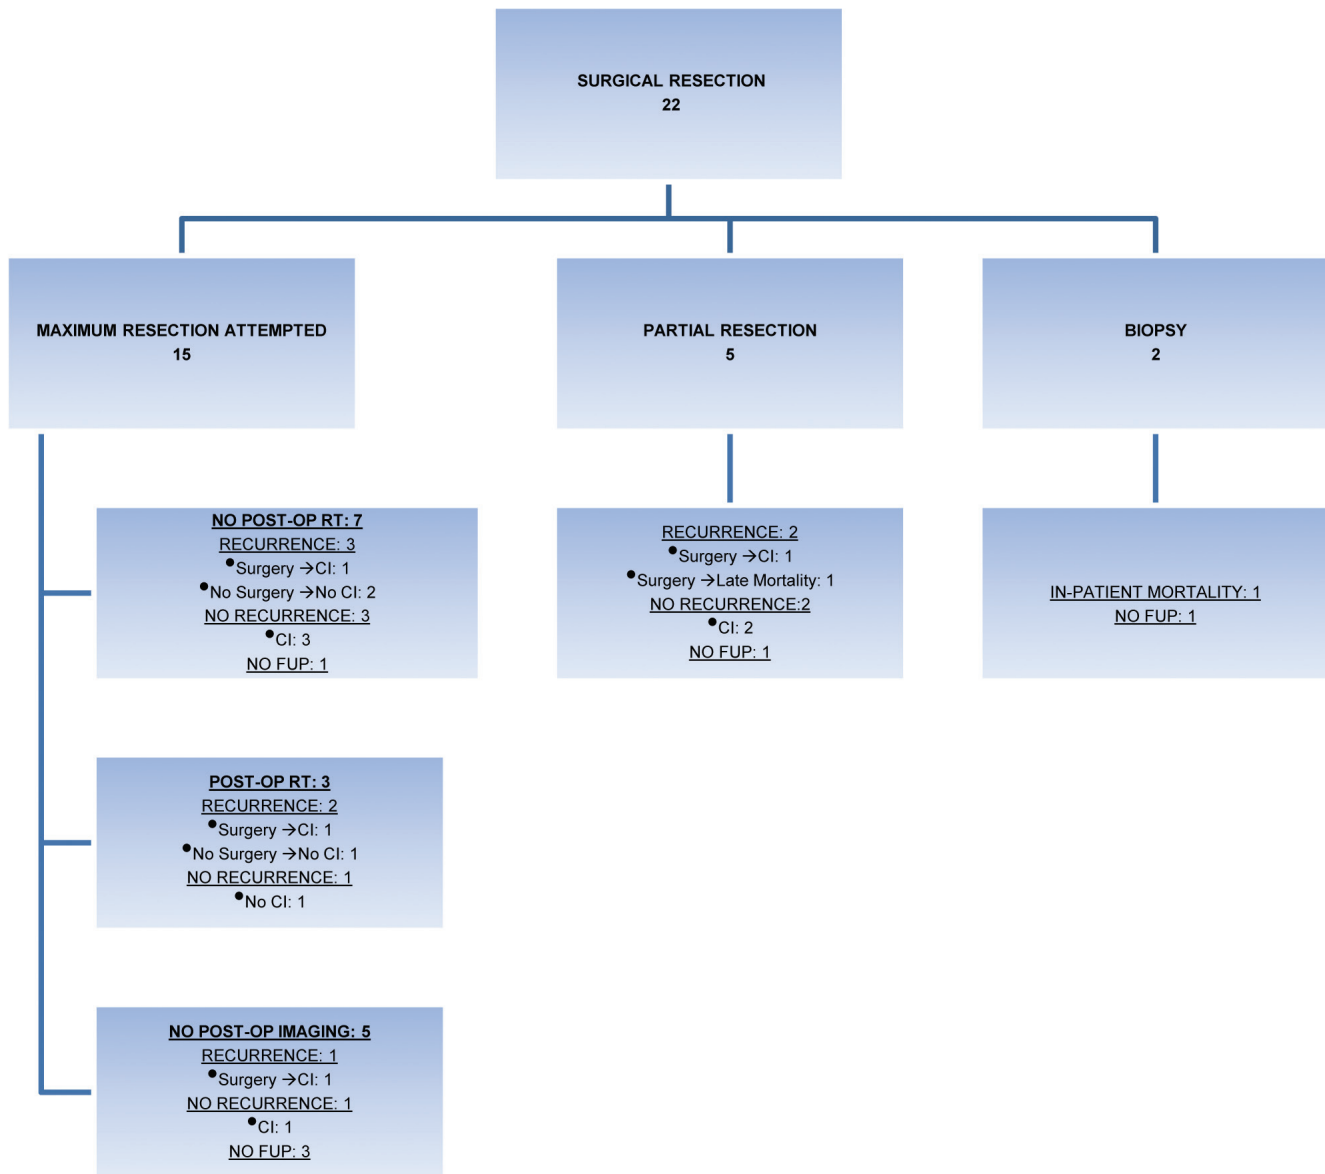 SURGICAL RESECTION
22
MAXIMUM RESECTION ATTEMPTED
15
PARTIAL RESECTION
5
BIOPSY
2
NO POST-OP RT: 7
RECURRENCE: 3
•Surgery →CI: 1
•No Surgery →No CI: 2
NO RECURRENCE: 3
•CI: 3
NO FUP: 1
RECURRENCE: 2
•Surgery →CI: 1
•Surgery →Late Mortality: 1
NO RECURRENCE:2
•CI: 2
NO FUP: 1
IN-PATIENT MORTALITY: 1
NO FUP: 1
POST-OP RT: 3
RECURRENCE: 2
•Surgery →CI: 1
•No Surgery →No CI: 1
NO RECURRENCE: 1
•No CI: 1
NO POST-OP IMAGING: 5
RECURRENCE: 1
•Surgery →CI: 1
NO RECURRENCE: 1
•CI: 1
NO FUP: 3